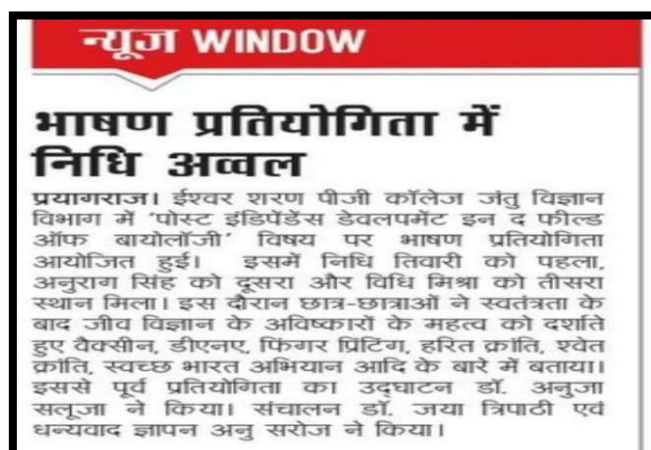 न्यूज WINDOW
भाषण प्रतियोगिता में
निधि अव्वल
प्रयागराज। ईश्वर शरण पीजी कॉलेज जंतु विज्ञान
विभाग में 'पोस्ट इंडिपेंडेंस डेवलपमेंट इन द फील्ड
ऑफ बायोलॉजी' विषय पर भाषण प्रतियोगिता
आयोजित हुई। इसमें निधि तिवारी को पहला,
अनुराग सिंह को दूसरा और विधि मिश्रा को तीसरा
स्थान मिला। इस दौरान छात्र-छात्राओं ने स्वतंत्रता के
बाद जीव विज्ञान के अविष्कारों के महत्व को दर्शाते
हुए वैक्सीन, डीएनए, फिंगर प्रिंटिंग, हरित क्रांति, श्वेत
क्रांति, स्वच्छ भारत अभियान आदि के बारे में बताया।
इससे पूर्व प्रतियोगिता का उद्घाटन डॉ. अनुजा
सलूजा ने किया। संचालन डॉ. जया त्रिपाठी एवं
धन्यवाद ज्ञापन अनु सरोज ने किया।